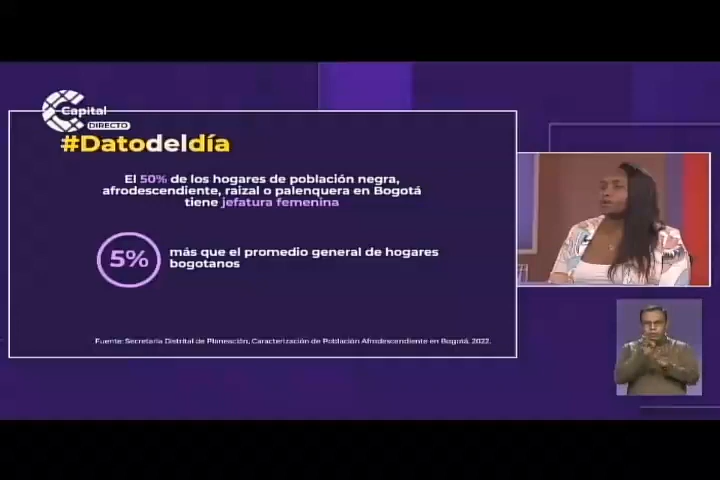 Capital
DIRECTO
#Datodeldía
El 50% de los hogares de población negra,
afrodescendiente, raizal o palenquera en Bogotá
tiene jefatura femenina
5%
más que el promedio general de hogares
bogotanos
Fuente: Secretaría Distrital de Planeación, Caracterización de Población Afrodescendiente en Bogotá, 2022.